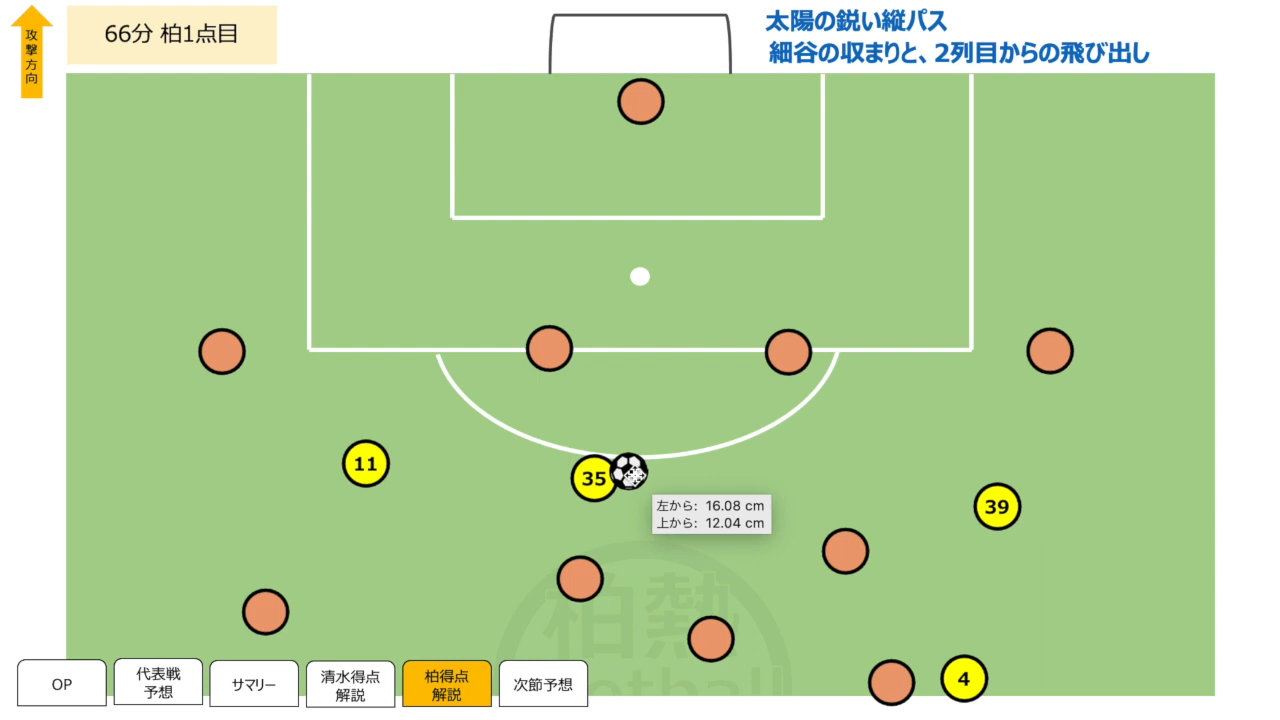 攻撃方向
66分 柏1点目
太陽の鋭い縦パス
細谷の収まりと、2列目からの飛び出し
11
35
39
左から: 16.08 cm
上から: 12.04 cm
柏熱
football
4
OP
代表戦
予想
サマリー
清水得点
解説
柏得点
解説
次節予想